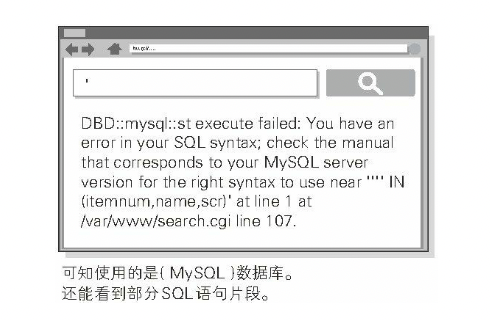 '
DBD::mysql::st execute failed: You have an
error in your SQL syntax; check the manual
that corresponds to your MySQL server
version for the right syntax to use near '''' IN
(itemnum,name,scr)' at line 1 at
/var/www/search.cgi line 107.
可知使用的是{ MySQL }数据库。
还能看到部分SQL语句片段。